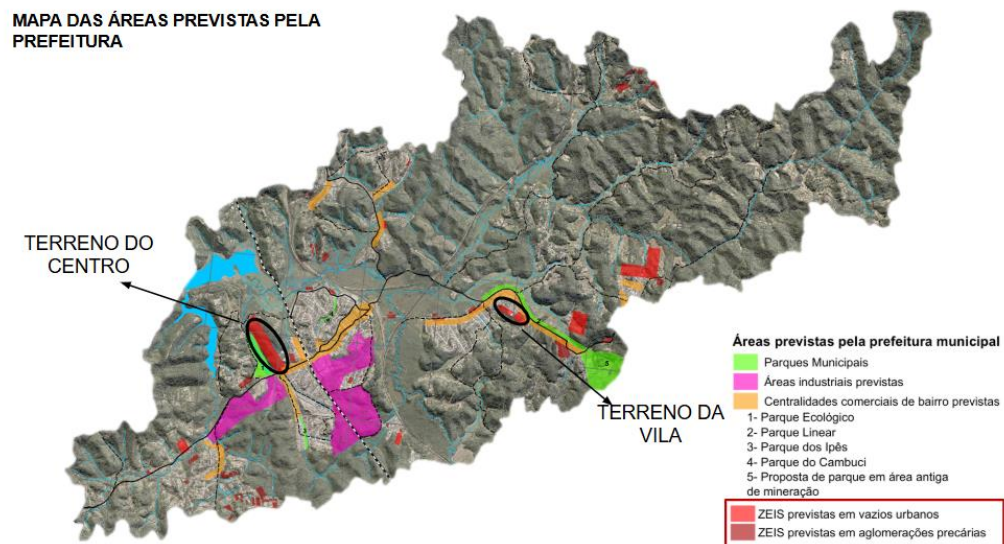 MAPA DAS ÁREAS PREVISTAS PELA
PREFEITURA
TERRENO DO
CENTRO
TERRENO DA
VILA
Áreas previstas pela prefeitura municipal
Parques Municipais
Áreas industriais previstas
Centralidades comerciais de bairro previstas
1- Parque Ecológico
2- Parque Linear
3- Parque dos Ipês
4- Parque do Cambuci
5- Proposta de parque em área antiga
de mineração
ZEIS previstas em vazios urbanos
ZEIS previstas em aglomerações precárias